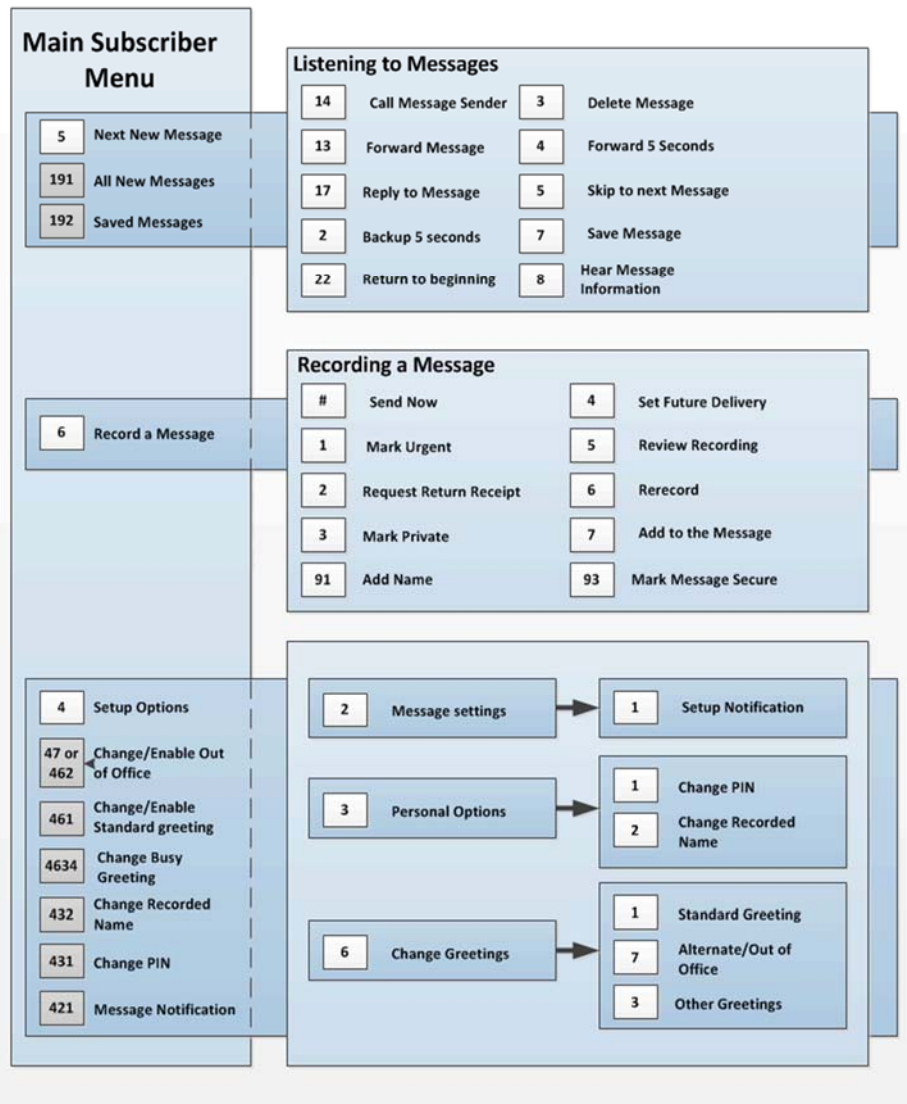 Main Subscriber
Menu
5 Next New Message
191 All New Messages
192 Saved Messages
Listening to Messages
14 Call Message Sender 3 Delete Message
13 Forward Message 4 Forward 5 Seconds
17 Reply to Message 5 Skip to next Message
2 Backup 5 seconds 7 Save Message
22 Return to beginning 8 Hear Message
Information
6 Record a Message
Recording a Message
# Send Now 4 Set Future Delivery
1 Mark Urgent 5 Review Recording
2 Request Return Receipt 6 Rerecord
3 Mark Private 7 Add to the Message
91 Add Name 93 Mark Message Secure
4 Setup Options
47 or Change/Enable Out
462 of Office
461 Change/Enable
Standard greeting
4634 Change Busy
Greeting
432 Change Recorded
Name
431 Change PIN
421 Message Notification
2 Message settings
1 Setup Notification
3 Personal Options
1 Change PIN
2 Change Recorded
Name
6 Change Greetings
1 Standard Greeting
7 Alternate/Out of
Office
3 Other Greetings